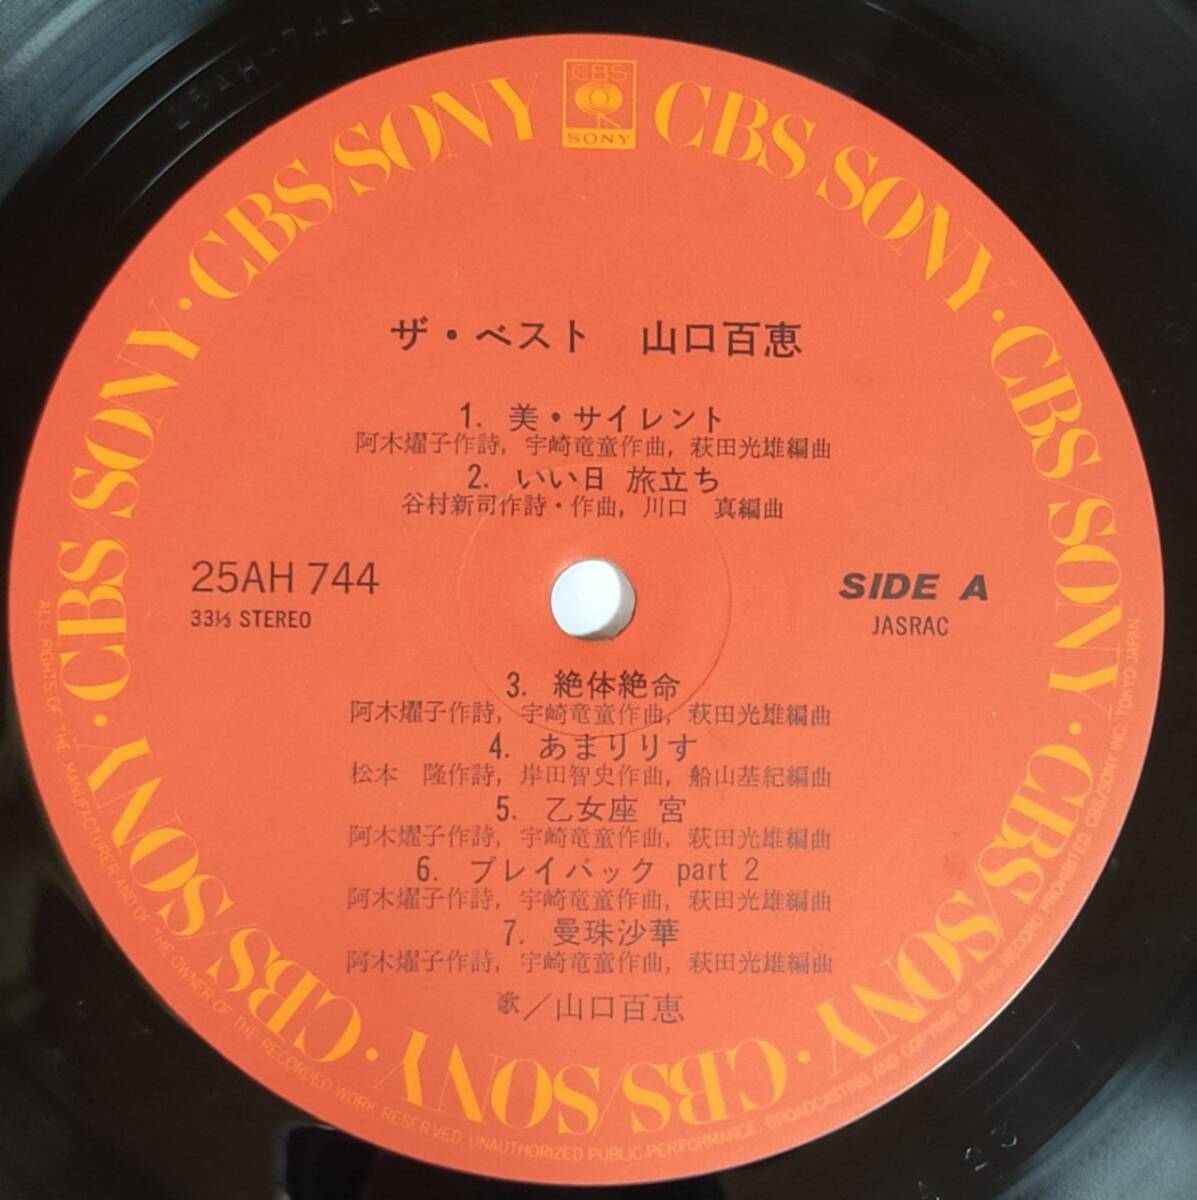 CBS
SONY
CBS/SONY · CBS/SONY · CBS/SONY · CBS/SONY · CBS/SONY · CBS/SONY · CBS/SONY · CBS/SONY
ザ・ベスト 山口百恵
1. 美・サイレント
阿木燿子作詩, 宇崎竜童作曲, 萩田光雄編曲
2. いい日 旅立ち
谷村新司作詩・作曲, 川口 真編曲
25AH 744
33⅓ STEREO
SIDE A
JASRAC
3. 絶体絶命
阿木燿子作詩, 宇崎竜童作曲, 萩田光雄編曲
4. あまりりす
松本 隆作詩, 岸田智史作曲, 船山基紀編曲
5. 乙女座 宮
阿木燿子作詩, 宇崎竜童作曲, 萩田光雄編曲
6. プレイバック part 2
阿木燿子作詩, 宇崎竜童作曲, 萩田光雄編曲
7. 曼珠沙華
阿木燿子作詩, 宇崎竜童作曲, 萩田光雄編曲
歌／山口百恵
ALL RIGHTS OF THE MANUFACTURER AND OF THE OWNER OF THE RECORDED WORK RESERVED. UNAUTHORIZED PUBLIC PERFORMANCE, BROADCASTING AND COPYING OF THIS RECORD PROHIBITED. CBS/SONY INC. TOKYO JAPAN.